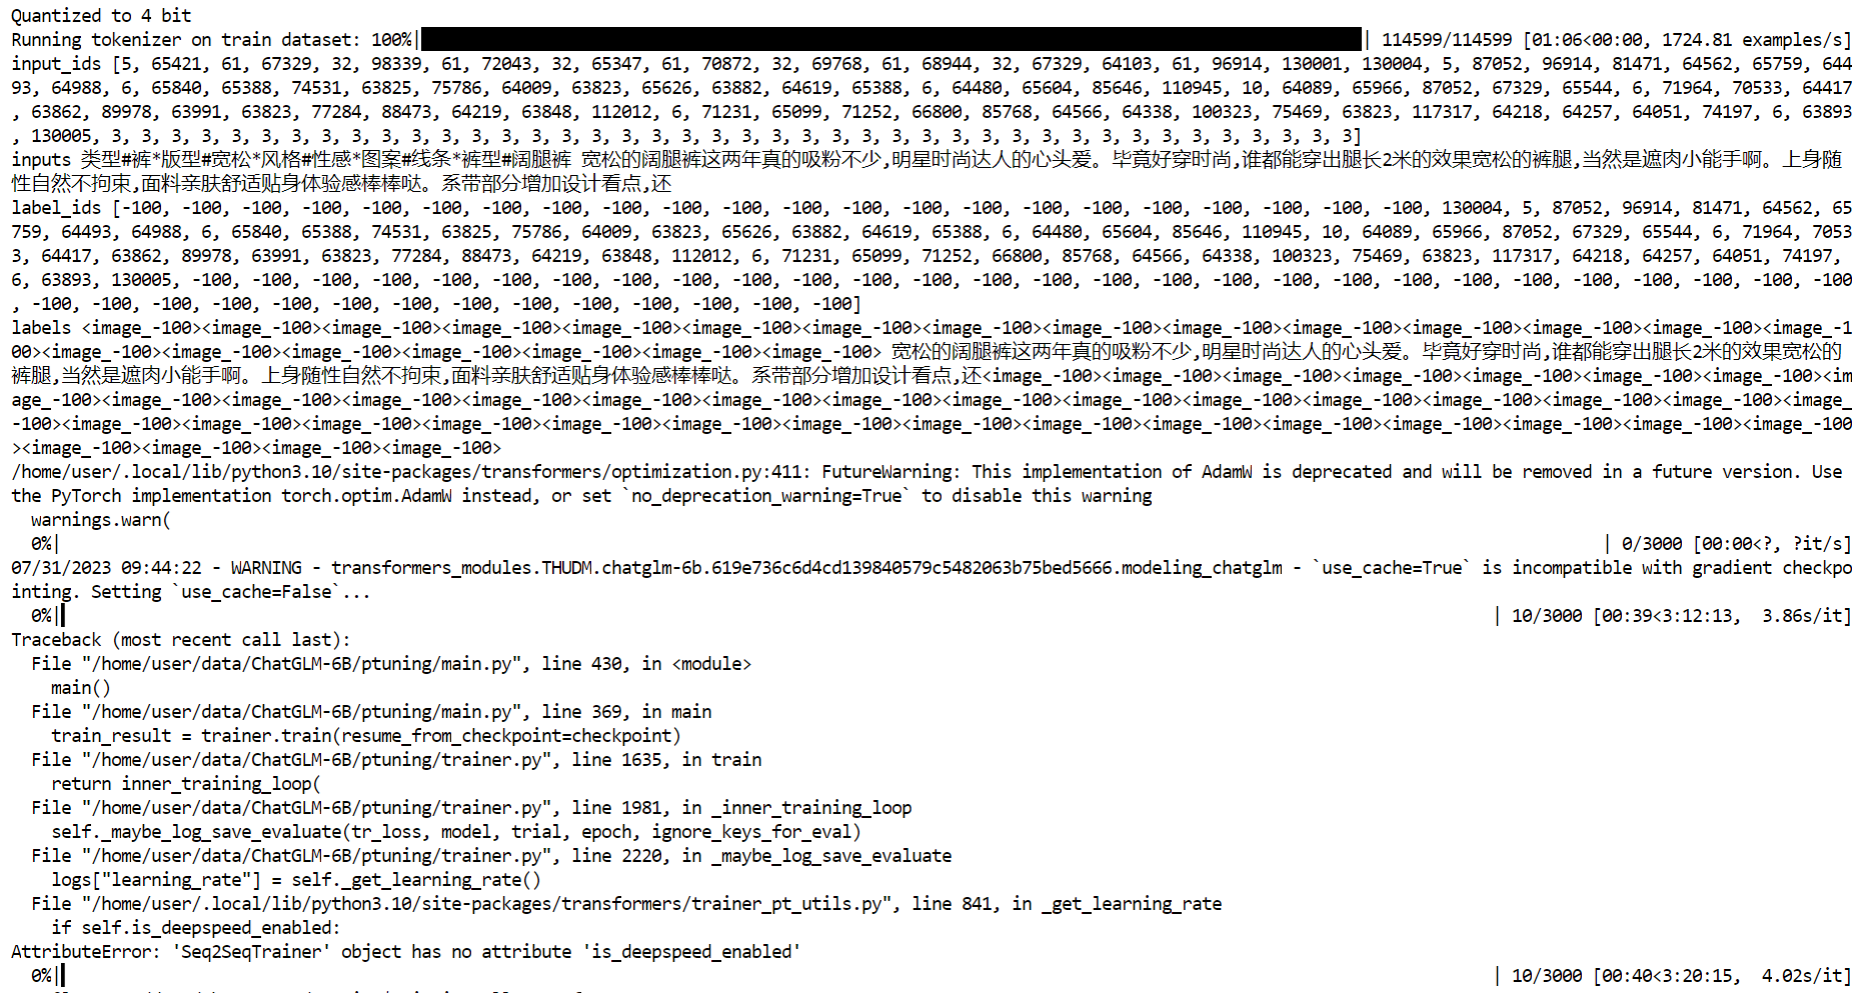 Quantized to 4 bit
Running tokenizer on train dataset: 100%| | 114599/114599 [01:06<00:00, 1724.81 examples/s]
input_ids [5, 65421, 61, 67329, 32, 98339, 61, 72043, 32, 65347, 61, 70872, 32, 69768, 61, 68944, 32, 67329, 64103, 61, 96914, 130001, 130004, 5, 87052, 96914, 81471, 64562, 65759, 644
93, 64988, 6, 65840, 65388, 74531, 63825, 75786, 64009, 63823, 65626, 63882, 64619, 65388, 6, 64480, 65604, 85646, 110945, 10, 64089, 65966, 87052, 67329, 65544, 6, 71964, 70533, 64417
, 63862, 89978, 63991, 63823, 77284, 88473, 64219, 63848, 112012, 6, 71231, 65099, 71252, 66800, 85768, 64566, 64338, 100323, 75469, 63823, 117317, 64218, 64257, 64051, 74197, 6, 63893
, 130005, 3, 3, 3, 3, 3, 3, 3, 3, 3, 3, 3, 3, 3, 3, 3, 3, 3, 3, 3, 3, 3, 3, 3, 3, 3, 3, 3, 3, 3, 3, 3, 3, 3, 3, 3, 3, 3, 3, 3, 3, 3, 3]
inputs 类型#裤*版型#宽松*风格#性感*图案#线条*裤型#阔腿裤 宽松的阔腿裤这两年真的吸粉不少,明星时尚达人的心头爱。毕竟好穿时尚,谁都能穿出腿长2米的效果宽松的裤腿,当然是遮肉小能手啊。上身随
性自然不拘束,面料亲肤舒适贴身体验感棒棒哒。系带部分增加设计看点,还
label_ids [-100, -100, -100, -100, -100, -100, -100, -100, -100, -100, -100, -100, -100, -100, -100, -100, -100, -100, -100, -100, -100, -100, 130004, 5, 87052, 96914, 81471, 64562, 65
759, 64493, 64988, 6, 65840, 65388, 74531, 63825, 75786, 64009, 63823, 65626, 63882, 64619, 65388, 6, 64480, 65604, 85646, 110945, 10, 64089, 65966, 87052, 67329, 65544, 6, 71964, 7053
3, 64417, 63862, 89978, 63991, 63823, 77284, 88473, 64219, 63848, 112012, 6, 71231, 65099, 71252, 66800, 85768, 64566, 64338, 100323, 75469, 63823, 117317, 64218, 64257, 64051, 74197,
6, 63893, 130005, -100, -100, -100, -100, -100, -100, -100, -100, -100, -100, -100, -100, -100, -100, -100, -100, -100, -100, -100, -100, -100, -100, -100, -100, -100, -100, -100, -100
, -100, -100, -100, -100, -100, -100, -100, -100, -100, -100, -100, -100, -100, -100]
labels <image_-100><image_-100><image_-100><image_-100><image_-100><image_-100><image_-100><image_-100><image_-100><image_-100><image_-100><image_-100><image_-100><image_-100><image_-1
00><image_-100><image_-100><image_-100><image_-100><image_-100><image_-100><image_-100> 宽松的阔腿裤这两年真的吸粉不少,明星时尚达人的心头爱。毕竟好穿时尚,谁都能穿出腿长2米的效果宽松的
裤腿,当然是遮肉小能手啊。上身随性自然不拘束,面料亲肤舒适贴身体验感棒棒哒。系带部分增加设计看点,还<image_-100><image_-100><image_-100><image_-100><image_-100><image_-100><image_-100><im
age_-100><image_-100><image_-100><image_-100><image_-100><image_-100><image_-100><image_-100><image_-100><image_-100><image_-100><image_-100><image_-100><image_-100><image_-100><image_
-100><image_-100><image_-100><image_-100><image_-100><image_-100><image_-100><image_-100><image_-100><image_-100><image_-100><image_-100><image_-100><image_-100><image_-100><image_-100
><image_-100><image_-100><image_-100><image_-100>
/home/user/.local/lib/python3.10/site-packages/transformers/optimization.py:411: FutureWarning: This implementation of AdamW is deprecated and will be removed in a future version. Use
the PyTorch implementation torch.optim.AdamW instead, or set `no_deprecation_warning=True` to disable this warning
warnings.warn(
0%| | 0/3000 [00:00<?, ?it/s]
07/31/2023 09:44:22 - WARNING - transformers_modules.THUDM.chatglm-6b.619e736c6d4cd139840579c5482063b75bed5666.modeling_chatglm - `use_cache=True` is incompatible with gradient checkpo
inting. Setting `use_cache=False`...
0%| | 10/3000 [00:39<3:12:13, 3.86s/it]
Traceback (most recent call last):
File "/home/user/data/ChatGLM-6B/ptuning/main.py", line 430, in <module>
main()
File "/home/user/data/ChatGLM-6B/ptuning/main.py", line 369, in main
train_result = trainer.train(resume_from_checkpoint=checkpoint)
File "/home/user/data/ChatGLM-6B/ptuning/trainer.py", line 1635, in train
return inner_training_loop(
File "/home/user/data/ChatGLM-6B/ptuning/trainer.py", line 1981, in _inner_training_loop
self._maybe_log_save_evaluate(tr_loss, model, trial, epoch, ignore_keys_for_eval)
File "/home/user/data/ChatGLM-6B/ptuning/trainer.py", line 2220, in _maybe_log_save_evaluate
logs["learning_rate"] = self._get_learning_rate()
File "/home/user/.local/lib/python3.10/site-packages/transformers/trainer_pt_utils.py", line 841, in _get_learning_rate
if self.is_deepspeed_enabled:
AttributeError: 'Seq2SeqTrainer' object has no attribute 'is_deepspeed_enabled'
0%| | 10/3000 [00:40<3:20:15, 4.02s/it]